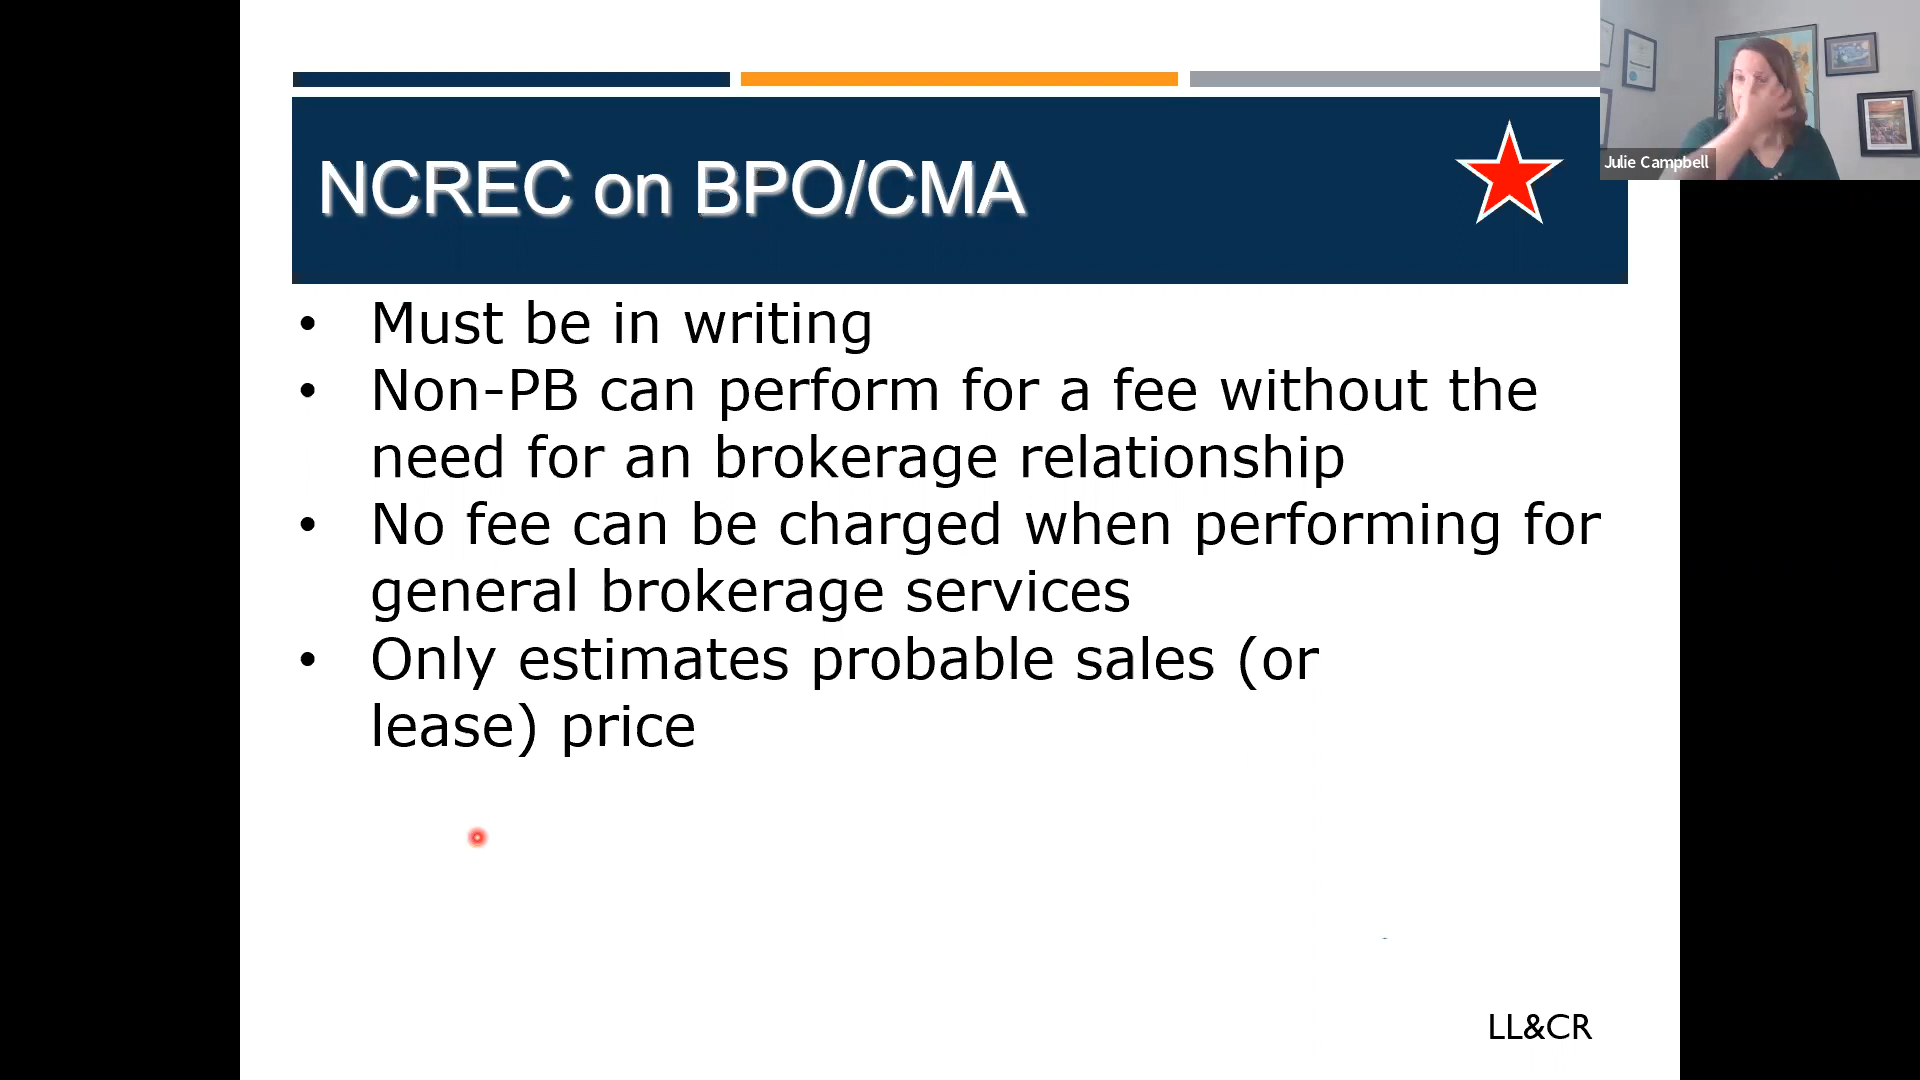 NCREC on BPO/CMA
Julie Campbell
• Must be in writing
• Non-PB can perform for a fee without the
need for an brokerage relationship
• No fee can be charged when performing for
general brokerage services
• Only estimates probable sales (or
lease) price
LL&CR